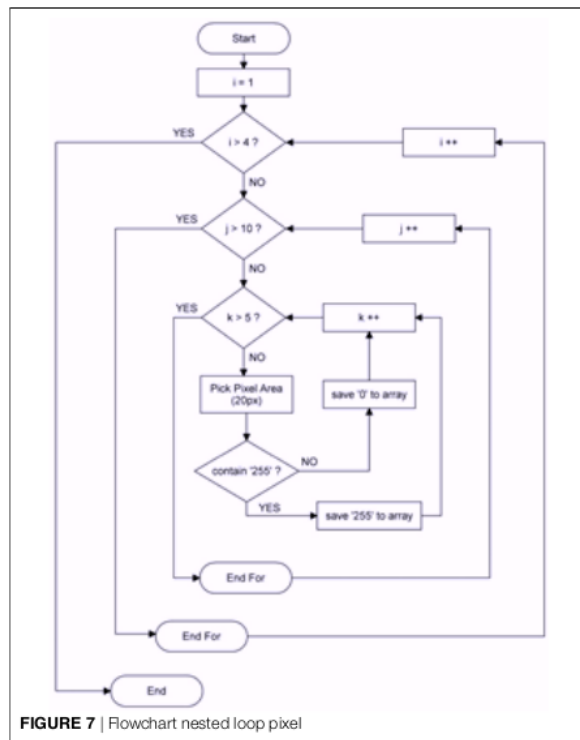 Start
i = 1
YES
i > 4 ?
i ++
NO
YES
j > 10 ?
j ++
NO
YES
k > 5 ?
k ++
NO
Pick Pixel Area
(20px)
save '0' to array
contain '255' ?
NO
YES
save '255' to array
End For
End For
End
FIGURE 7 | Flowchart nested loop pixel